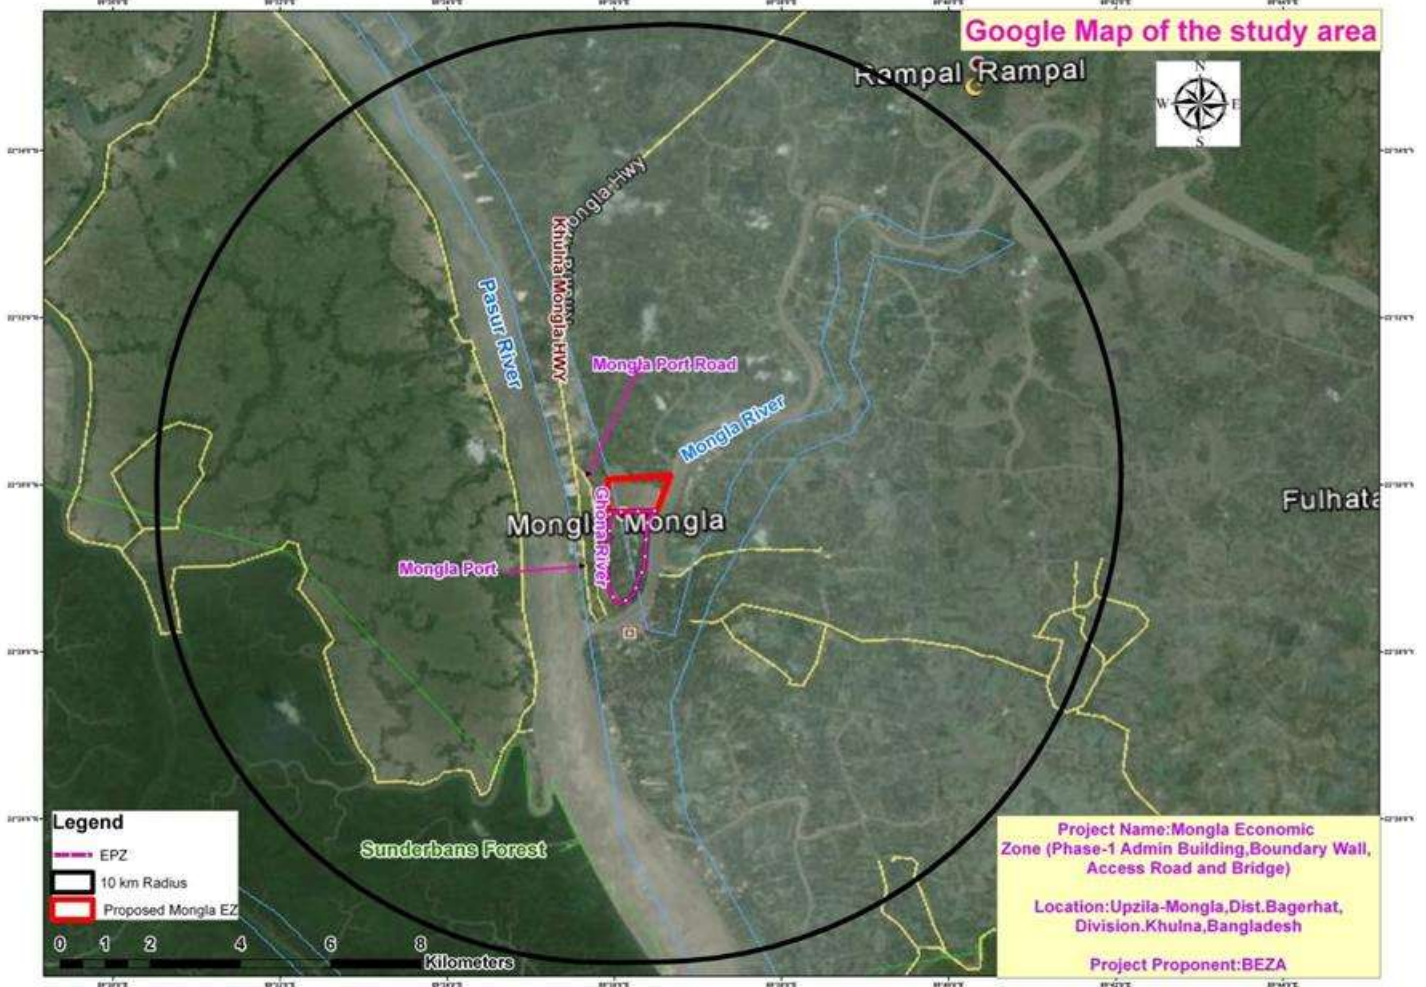 Google Map of the study area
Rampal Rampal
N
W E
S
Mongla Hwy
Khulna Mongla HWY
Pasur River
Mongla Port Road
Mongla River
Ghona River
Mongla Mongla
Fulhata
Mongla Port
Sunderbans Forest
Legend
EPZ
10 km Radius
Proposed Mongla EZ
0 1 2 4 6 8
Kilometers
Project Name:Mongla Economic
Zone (Phase-1 Admin Building,Boundary Wall,
Access Road and Bridge)
Location:Upzila-Mongla,Dist.Bagerhat,
Division.Khulna,Bangladesh
Project Proponent:BEZA